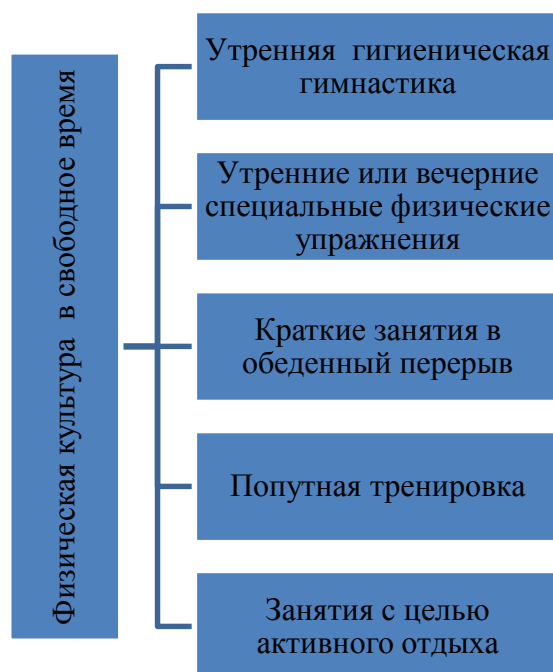 Физическая культура в свободное время
Утренняя гигиеническая
гимнастика
Утренние или вечерние
специальные физические
упражнения
Краткие занятия в
обеденный перерыв
Попутная тренировка
Занятия с целью
активного отдыха